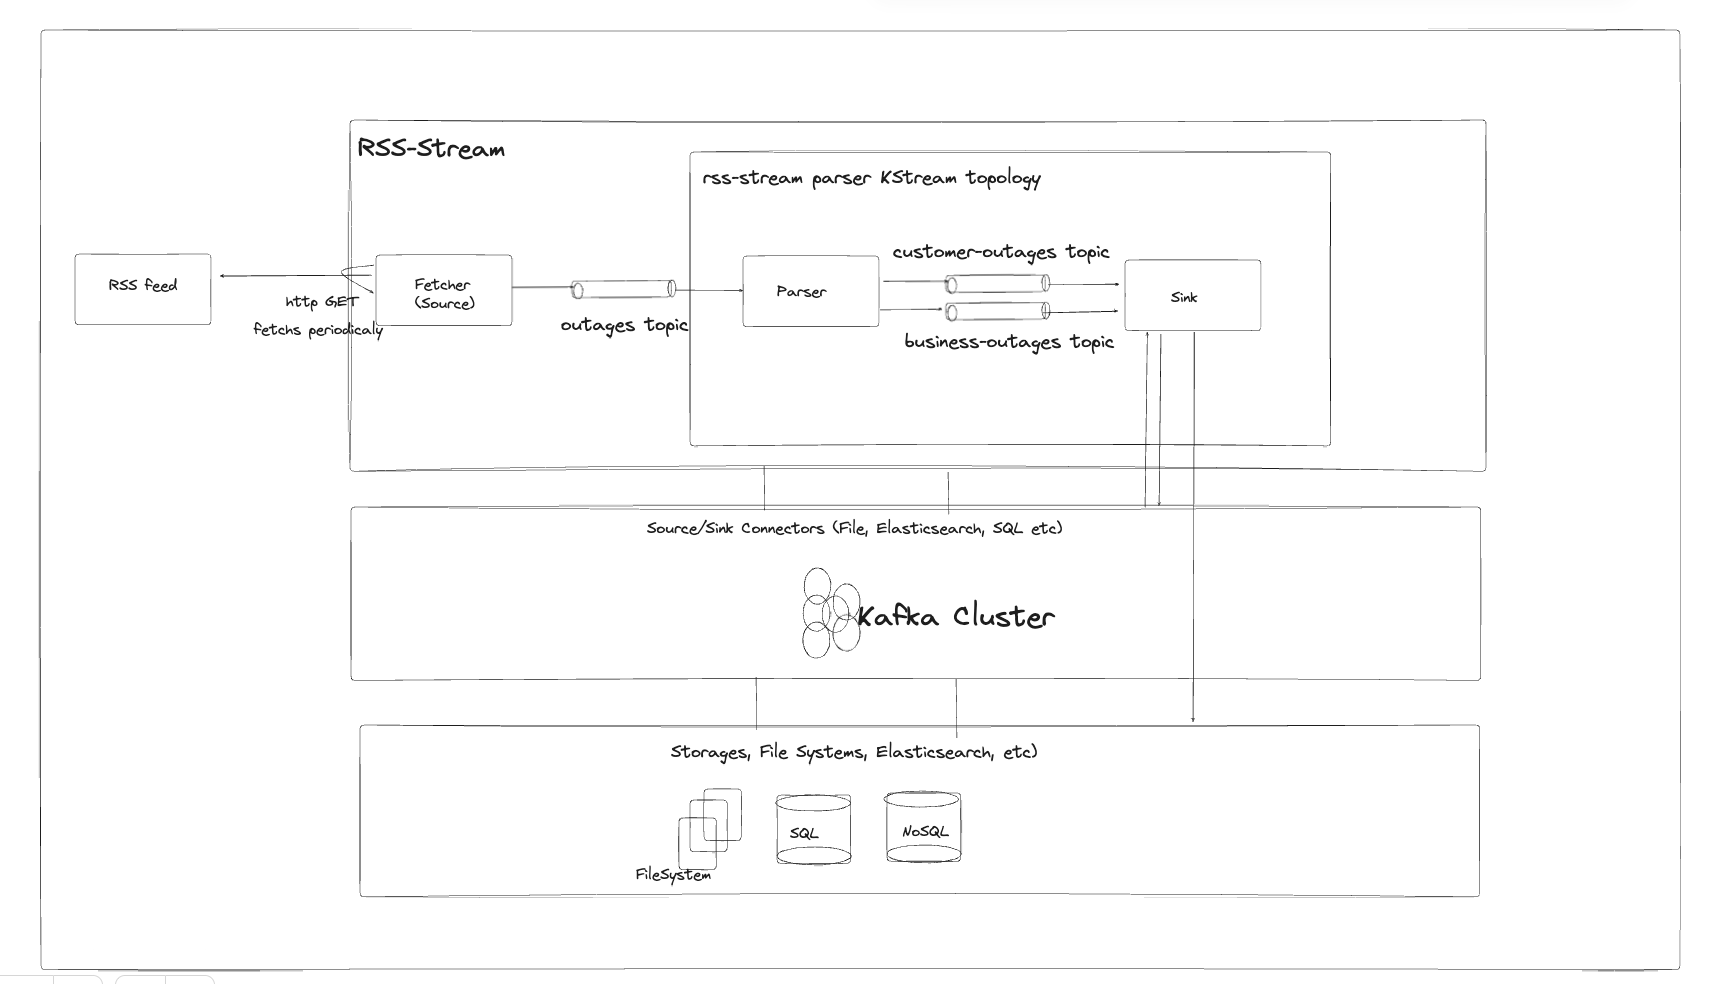 RSS-Stream
rss-stream parser KStream topology
RSS feed
http GET
fetchs periodicaly
Fetcher
(Source)
outages topic
Parser
customer-outages topic
business-outages topic
Sink
Source/Sink Connectors (File, Elasticsearch, SQL etc)
Kafka Cluster
Storages, File Systems, Elasticsearch, etc)
FileSystem
SQL
NoSQL